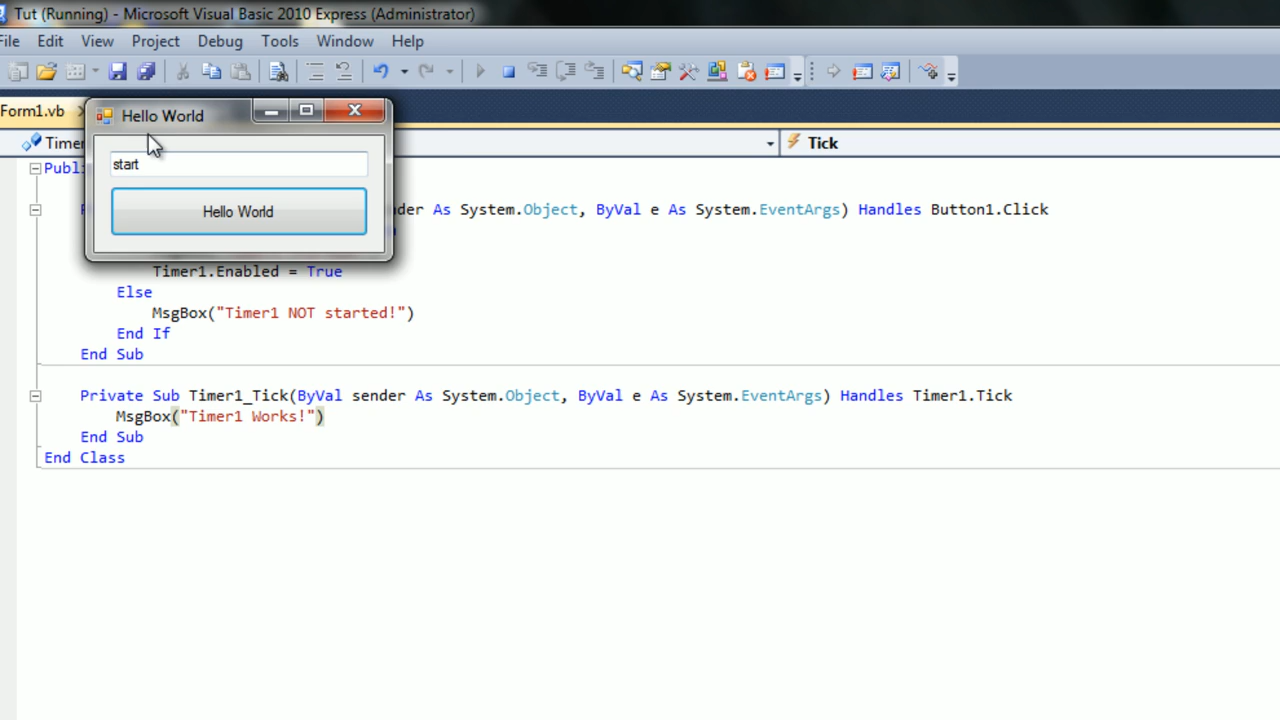 Tut (Running) - Microsoft Visual Basic 2010 Express (Administrator)
File Edit View Project Debug Tools Window Help
Form1.vb
Hello World
Timer
Tick
start
Hello World
Publ
der As System.Object, ByVal e As System.EventArgs) Handles Button1.Click
Timer1.Enabled = True
Else
MsgBox("Timer1 NOT started!")
End If
End Sub
Private Sub Timer1_Tick(ByVal sender As System.Object, ByVal e As System.EventArgs) Handles Timer1.Tick
MsgBox("Timer1 Works!")
End Sub
End Class